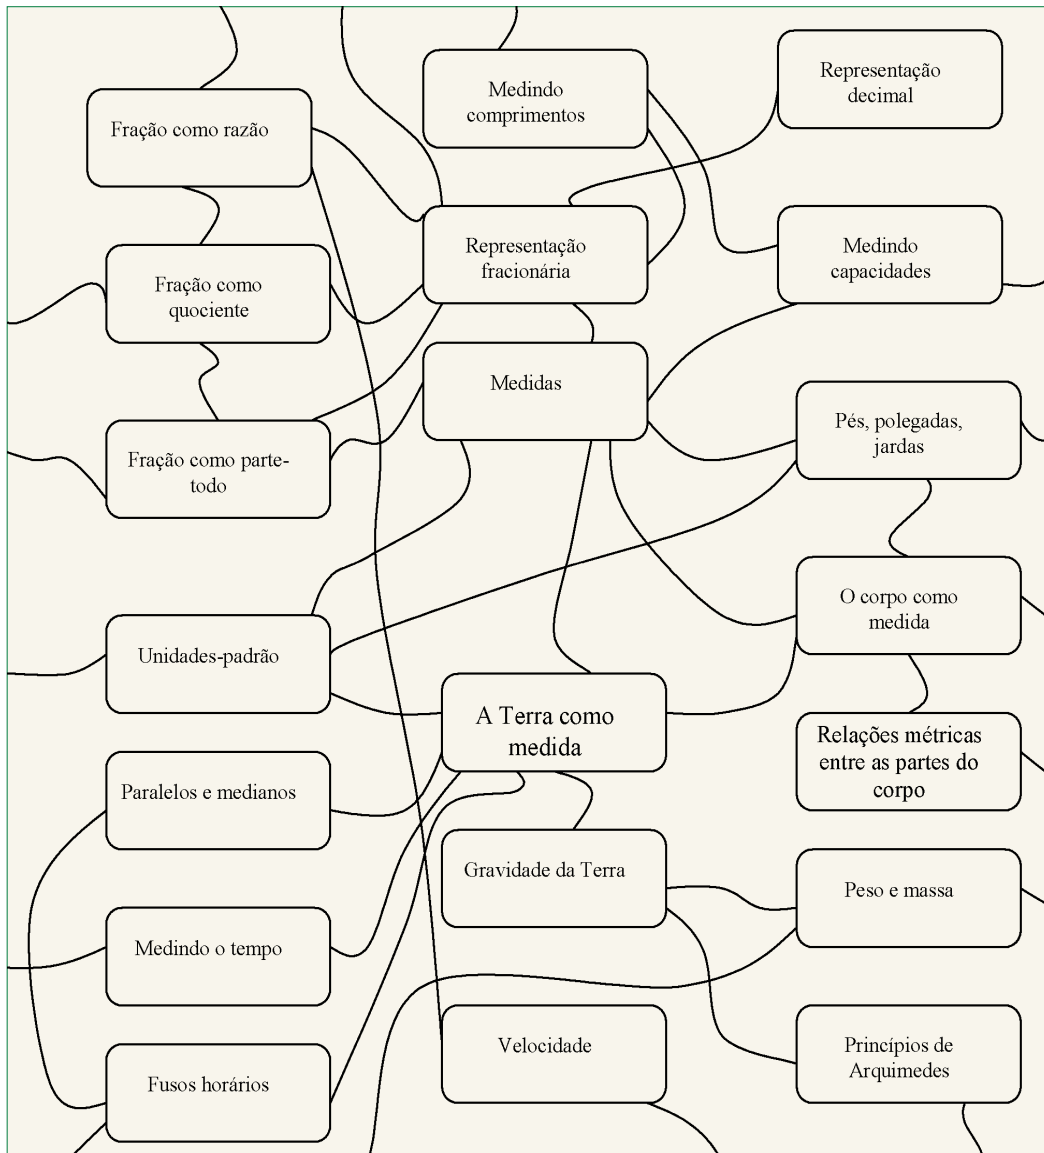 Medindo
comprimentos
Representação
decimal
Fração como razão
Representação
fracionária
Medindo
capacidades
Fração como
quociente
Medidas
Pés, polegadas,
jardas
Fração como parte-
todo
O corpo como
medida
Unidades-padrão
A Terra como
medida
Relações métricas
entre as partes do
corpo
Paralelos e medianos
Gravidade da Terra
Peso e massa
Medindo o tempo
Velocidade
Princípios de
Arquimedes
Fusos horários